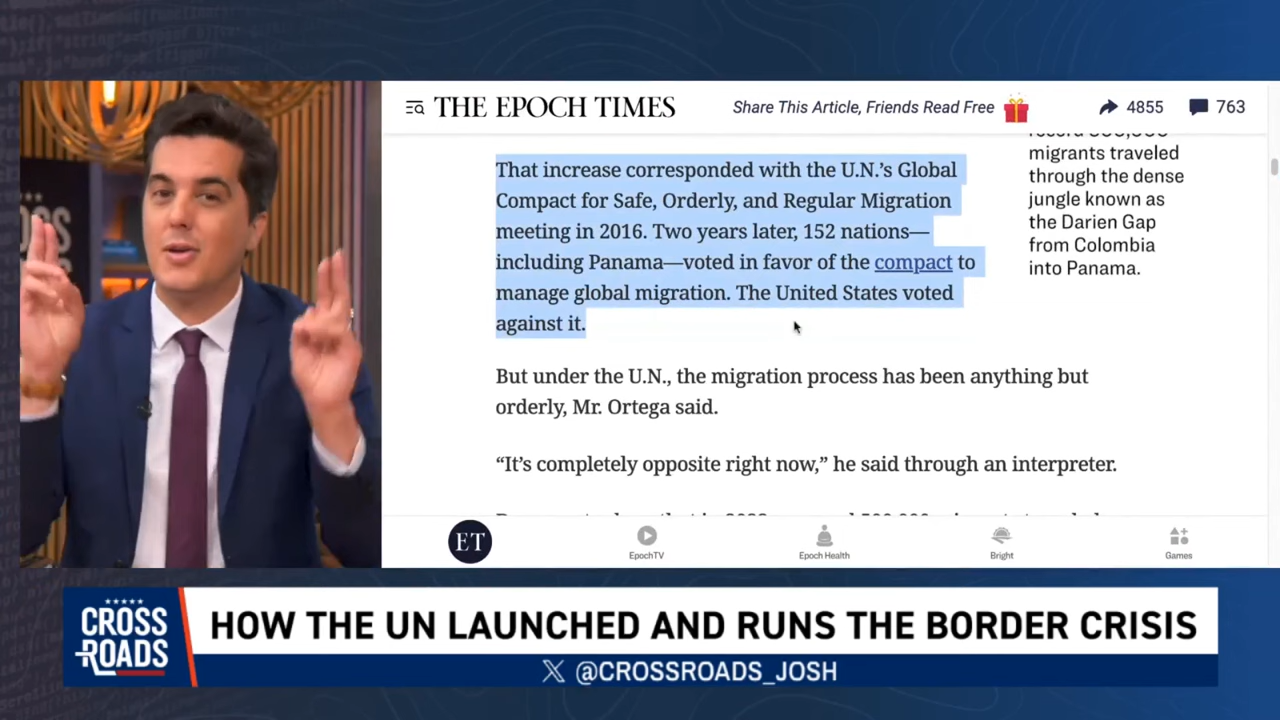 THE EPOCH TIMES
Share This Article, Friends Read Free
4855
763
That increase corresponded with the U.N.'s Global
Compact for Safe, Orderly, and Regular Migration
meeting in 2016. Two years later, 152 nations—
including Panama—voted in favor of the compact to
manage global migration. The United States voted
against it.
migrants traveled
through the dense
jungle known as
the Darien Gap
from Colombia
into Panama.
But under the U.N., the migration process has been anything but
orderly, Mr. Ortega said.
“It's completely opposite right now,” he said through an interpreter.
ET
EpochTV
Epoch Health
Bright
Games
CROSS
ROADS
HOW THE UN LAUNCHED AND RUNS THE BORDER CRISIS
X @CROSSROADS_JOSH